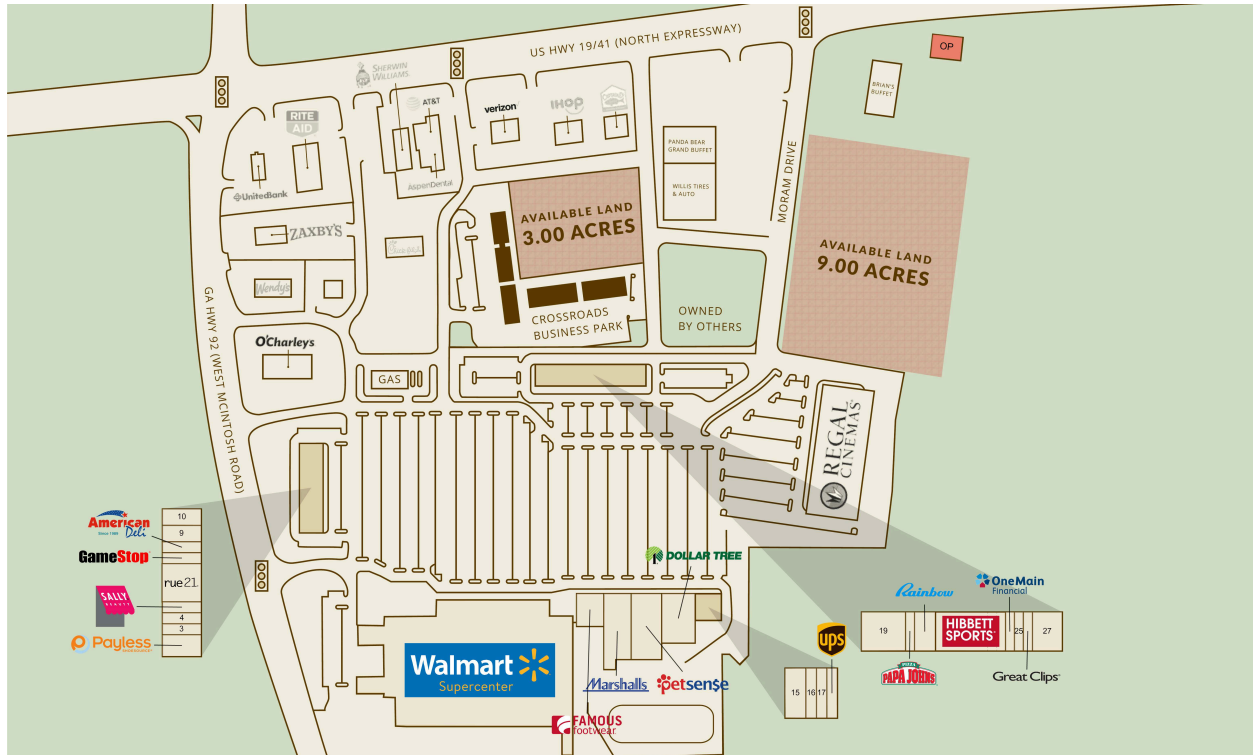 US HWY 19/41 (NORTH EXPRESSWAY)
OP
BRIAN'S
BUFFET
SHERWIN
WILLIAMS
AT&T
verizon
IHOP
RITE
AID
PANDA BEAR
GRAND BUFFET
WILLIS TIRES
& AUTO
MORAM DRIVE
AspenDental
UnitedBank
ZAXBY'S
AVAILABLE LAND
3.00 ACRES
AVAILABLE LAND
9.00 ACRES
Wendy's
CROSSROADS
BUSINESS PARK
OWNED
BY OTHERS
GA HWY 92 (WEST MCINTOSH ROAD)
O'Charleys
GAS
REGAL
CINEMAS
10
9
American
Deli
Since 1989
GameStop
rue21
SALLY
BEAUTY
4
3
Payless
DOLLAR TREE
Walmart
Supercenter
Marshalls
petsense
FAMOUS
footwear
ups
15
16
17
Rainbow
OneMain
Financial
19
HIBBETT
SPORTS
25
27
PIZZA
PAPA JOHNS
Great Clips